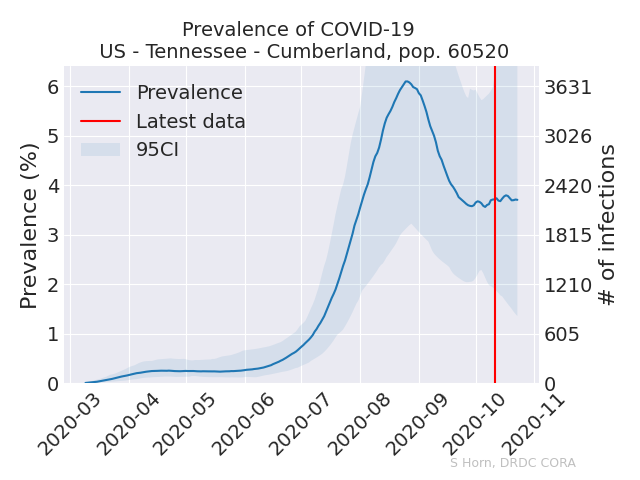 Prevalence of COVID-19
US - Tennessee - Cumberland, pop. 60520
Prevalence
Latest data
95CI
Prevalence (%)
6
5
4
3
2
1
0
3631
3026
2420
1815
1210
605
0
# of infections
2020-03
2020-04
2020-05
2020-06
2020-07
2020-08
2020-09
2020-10
2020-11
S Horn, DRDC CORA